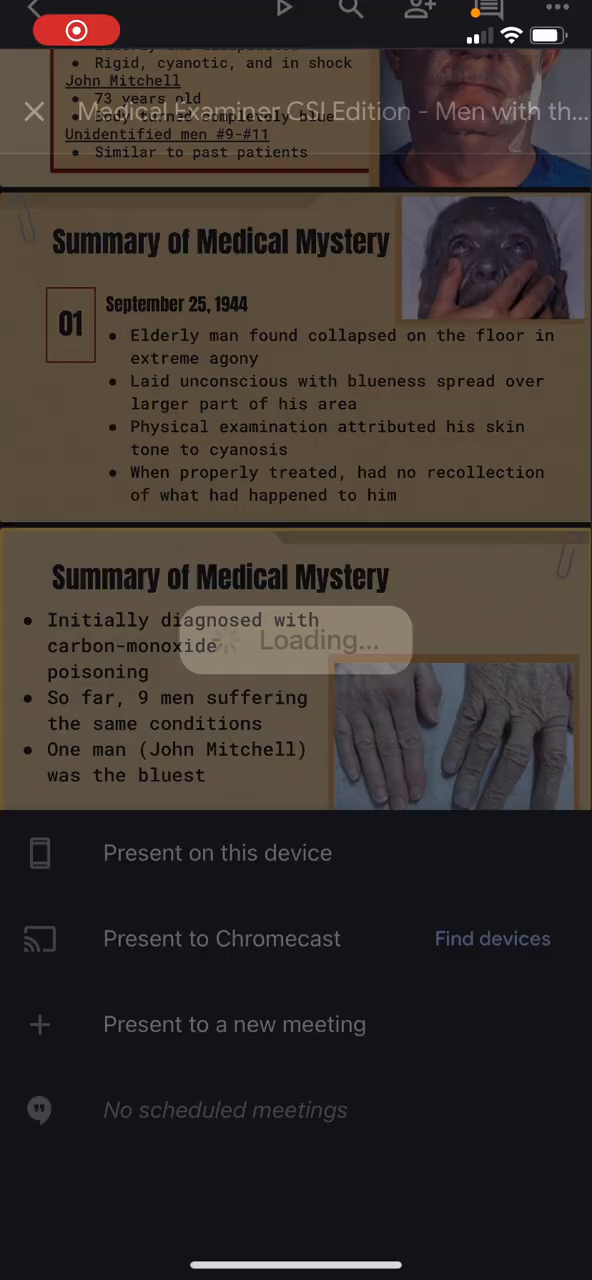 Rigid, cyanotic, and in shock
John Mitchell
73 years old
Body turned completely blue
Unidentified men #9-#11
Similar to past patients
Medical Examiner CSI Edition - Men with th...
Summary of Medical Mystery
01
September 25, 1944
Elderly man found collapsed on the floor in
extreme agony
Laid unconscious with blueness spread over
larger part of his area
Physical examination attributed his skin
tone to cyanosis
When properly treated, had no recollection
of what had happened to him
Summary of Medical Mystery
Initially diagnosed with
carbon-monoxide
poisoning
So far, 9 men suffering
the same conditions
One man (John Mitchell)
was the bluest
Loading...
Present on this device
Present to Chromecast
Find devices
Present to a new meeting
No scheduled meetings